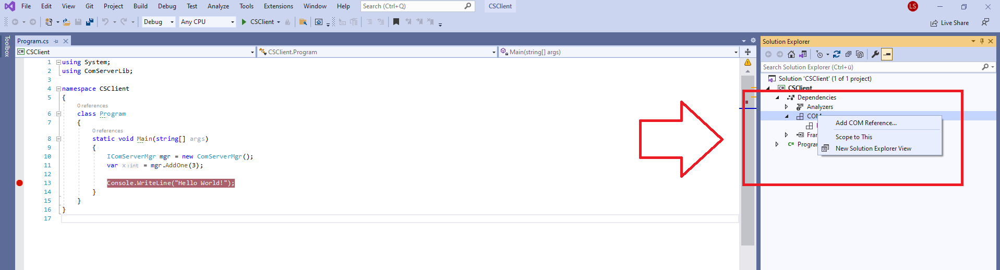 File Edit View Git Project Build Debug Test Analyze Tools Extensions Window Help Search (Ctrl+Q) CSClient LS
Debug Any CPU CSClient Live Share
Toolbox
Program.cs
CSClient CSClient.Program Main(string[] args)
1 using System;
2 using ComServerLib;
3
4 namespace CSClient
5 {
0 references
6 class Program
7 {
0 references
8 static void Main(string[] args)
9 {
10 IComServerMgr mgr = new ComServerMgr();
11 var x:int = mgr.AddOne(3);
12
13 Console.WriteLine("Hello World!");
14 }
15 }
16 }
17
Solution Explorer
Search Solution Explorer (Ctrl+ü)
Solution 'CSClient' (1 of 1 project)
C# CSClient
Dependencies
Analyzers
COM
Fran
C# Program
Add COM Reference...
Scope to This
New Solution Explorer View